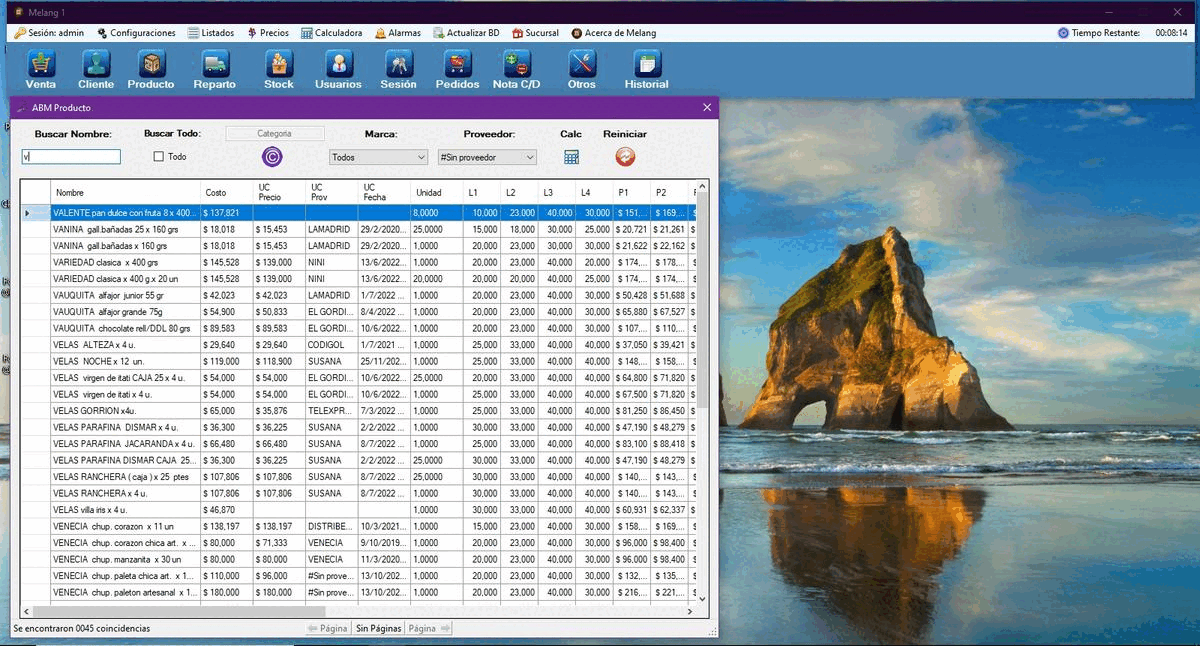 Melang 1
Sesión: admin Configuraciones Listados Precios Calculadora Alarmas Actualizar BD Sucursal Acerca de Melang Tiempo Restante: 00:08:14
Venta Cliente Producto Reparto Stock Usuarios Sesión Pedidos Nota C/D Otros Historial
ABM Producto
Buscar Nombre: Buscar Todo: Categoria Marca: Proveedor: Calc Reiniciar
v Todo Todos #Sin proveedor
Nombre Costo UC Precio UC Prov UC Fecha Unidad L1 L2 L3 L4 P1 P2
VALENTE pan dulce con fruta 8 x 400... $ 137,821 8,0000 10,000 23,000 40,000 30,000 $ 151,... $ 169,...
VANINA gall.bañadas 25 x 160 grs $ 18,018 $ 15,453 LAMADRID 29/2/2020... 25,0000 15,000 18,000 30,000 25,000 $ 20,721 $ 21,261
VANINA gall.bañadas x 160 grs $ 18,018 $ 15,453 LAMADRID 29/2/2020... 1,0000 20,000 23,000 30,000 30,000 $ 21,622 $ 22,162
VARIEDAD clasica x 400 grs $ 145,528 $ 139,000 NINI 13/6/2022... 1,0000 20,000 23,000 40,000 20,000 $ 174,... $ 178,...
VARIEDAD clasica x 400 g x 20 un $ 145,528 $ 139,000 NINI 13/6/2022... 20,0000 20,000 20,000 40,000 25,000 $ 174,... $ 174,...
VAUQUITA alfajor junior 55 gr $ 42,023 $ 42,023 LAMADRID 1/7/2022 ... 1,0000 20,000 23,000 40,000 30,000 $ 50,428 $ 51,688
VAUQUITA alfajor grande 75g $ 54,900 $ 50,833 EL GORDI... 8/4/2022 ... 1,0000 20,000 23,000 40,000 30,000 $ 65,880 $ 67,527
VAUQUITA chocolate rell/DDL 80 grs $ 89,583 $ 89,583 EL GORDI... 10/6/2022... 1,0000 20,000 23,000 40,000 30,000 $ 107,... $ 110,...
VELAS ALTEZA x 4 u. $ 29,640 $ 29,640 CODIGOL 1/7/2021 ... 1,0000 25,000 33,000 40,000 35,000 $ 37,050 $ 39,421
VELAS NOCHE x 12 un. $ 119,000 $ 118,900 SUSANA 25/11/202... 1,0000 25,000 33,000 40,000 40,000 $ 148,... $ 158,...
VELAS virgen de itati CAJA 25 x 4 u. $ 54,000 $ 54,000 EL GORDI... 10/6/2022... 25,0000 20,000 33,000 40,000 40,000 $ 64,800 $ 71,820
VELAS virgen de itati x 4 u. $ 54,000 $ 54,000 EL GORDI... 10/6/2022... 1,0000 25,000 33,000 40,000 40,000 $ 67,500 $ 71,820
VELAS GORRION x4u. $ 65,000 $ 35,876 TELEXPR... 7/3/2022 ... 1,0000 25,000 33,000 40,000 40,000 $ 81,250 $ 86,450
VELAS PARAFINA DISMAR x 4 u. $ 36,300 $ 36,225 SUSANA 2/2/2022 ... 1,0000 30,000 33,000 40,000 40,000 $ 47,190 $ 48,279
VELAS PARAFINA JACARANDA x 4 u. $ 66,480 $ 66,480 SUSANA 8/7/2022 ... 1,0000 25,000 33,000 40,000 40,000 $ 83,100 $ 88,418
VELAS PARAFINA DISMAR CAJA 25... $ 36,300 $ 36,225 SUSANA 2/2/2022 ... 25,0000 30,000 33,000 40,000 40,000 $ 47,190 $ 48,279
VELAS RANCHERA ( caja ) x 25 ptes $ 107,806 $ 107,806 SUSANA 8/7/2022 ... 25,0000 30,000 33,000 40,000 40,000 $ 140,... $ 143,...
VELAS RANCHERA x 4 u. $ 107,806 $ 107,806 SUSANA 8/7/2022 ... 1,0000 30,000 33,000 40,000 40,000 $ 140,... $ 143,...
VELAS villa iris x 4 u. $ 46,870 1,0000 30,000 33,000 40,000 40,000 $ 60,931 $ 62,337
VENECIA chup. corazon x 11 un $ 138,197 $ 138,197 DISTRIBE... 10/3/2021... 1,0000 15,000 23,000 40,000 30,000 $ 158,... $ 169,...
VENECIA chup. corazon chica art. x ... $ 80,000 $ 71,333 VENECIA 9/10/2019... 1,0000 20,000 23,000 40,000 40,000 $ 96,000 $ 98,400
VENECIA chup. manzanita x 30 un $ 80,000 $ 80,000 VENECIA 11/3/2020... 1,0000 20,000 23,000 40,000 40,000 $ 96,000 $ 98,400
VENECIA chup. paleta chica art. x 1... $ 110,000 $ 96,000 #Sin prove... 13/10/202... 1,0000 20,000 23,000 40,000 40,000 $ 132,... $ 135,...
VENECIA chup. paleton artesanal x 1... $ 180,000 $ 180,000 #Sin prove... 13/10/202... 1,0000 20,000 23,000 40,000 40,000 $ 216,... $ 221,...
Se encontraron 0045 coincidencias Página Sin Páginas Página